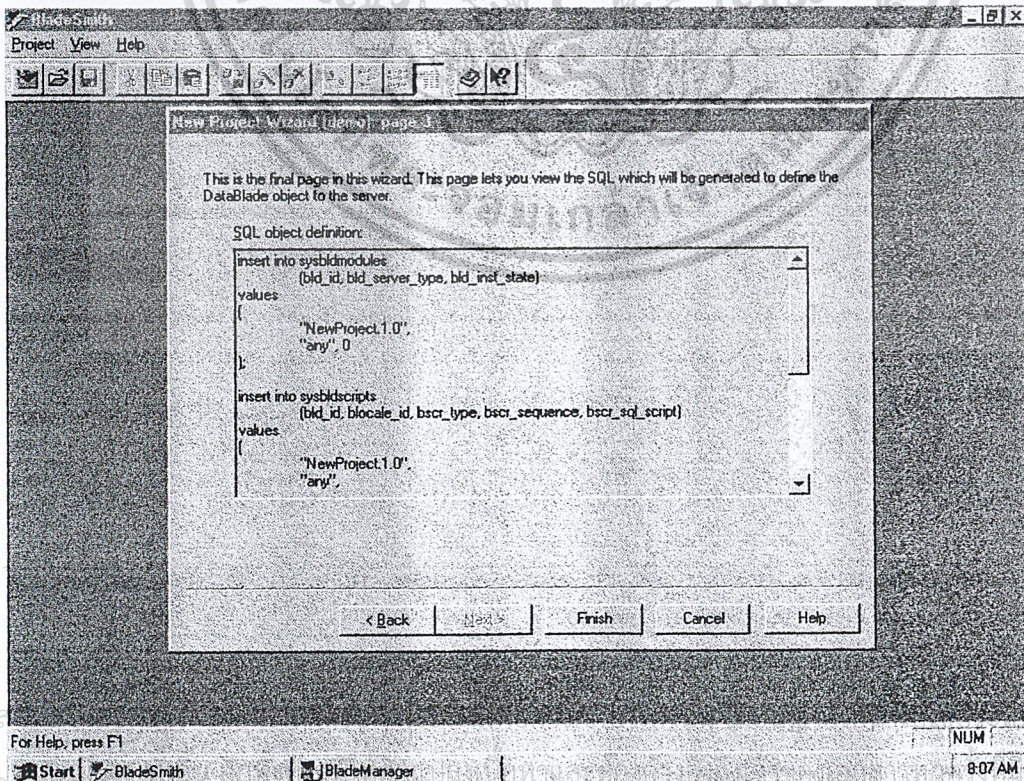 BladeSmith
Project View Help
New Project Wizard [demo] page 3
This is the final page in this wizard. This page lets you view the SQL which will be generated to define the
DataBlade object to the server.
SQL object definition:
insert into sysbldmodules
(bld_id, bld_server_type, bld_inst_state)
values
(
"NewProject.1.0",
"any", 0
);
insert into sysbldscripts
(bld_id, blocale_id, bscr_type, bscr_sequence, bscr_sql_script)
values
(
"NewProject.1.0",
"any",
< Back Next > Finish Cancel Help
For Help, press F1 NUM
Start BladeSmith BladeManager 8:07 AM